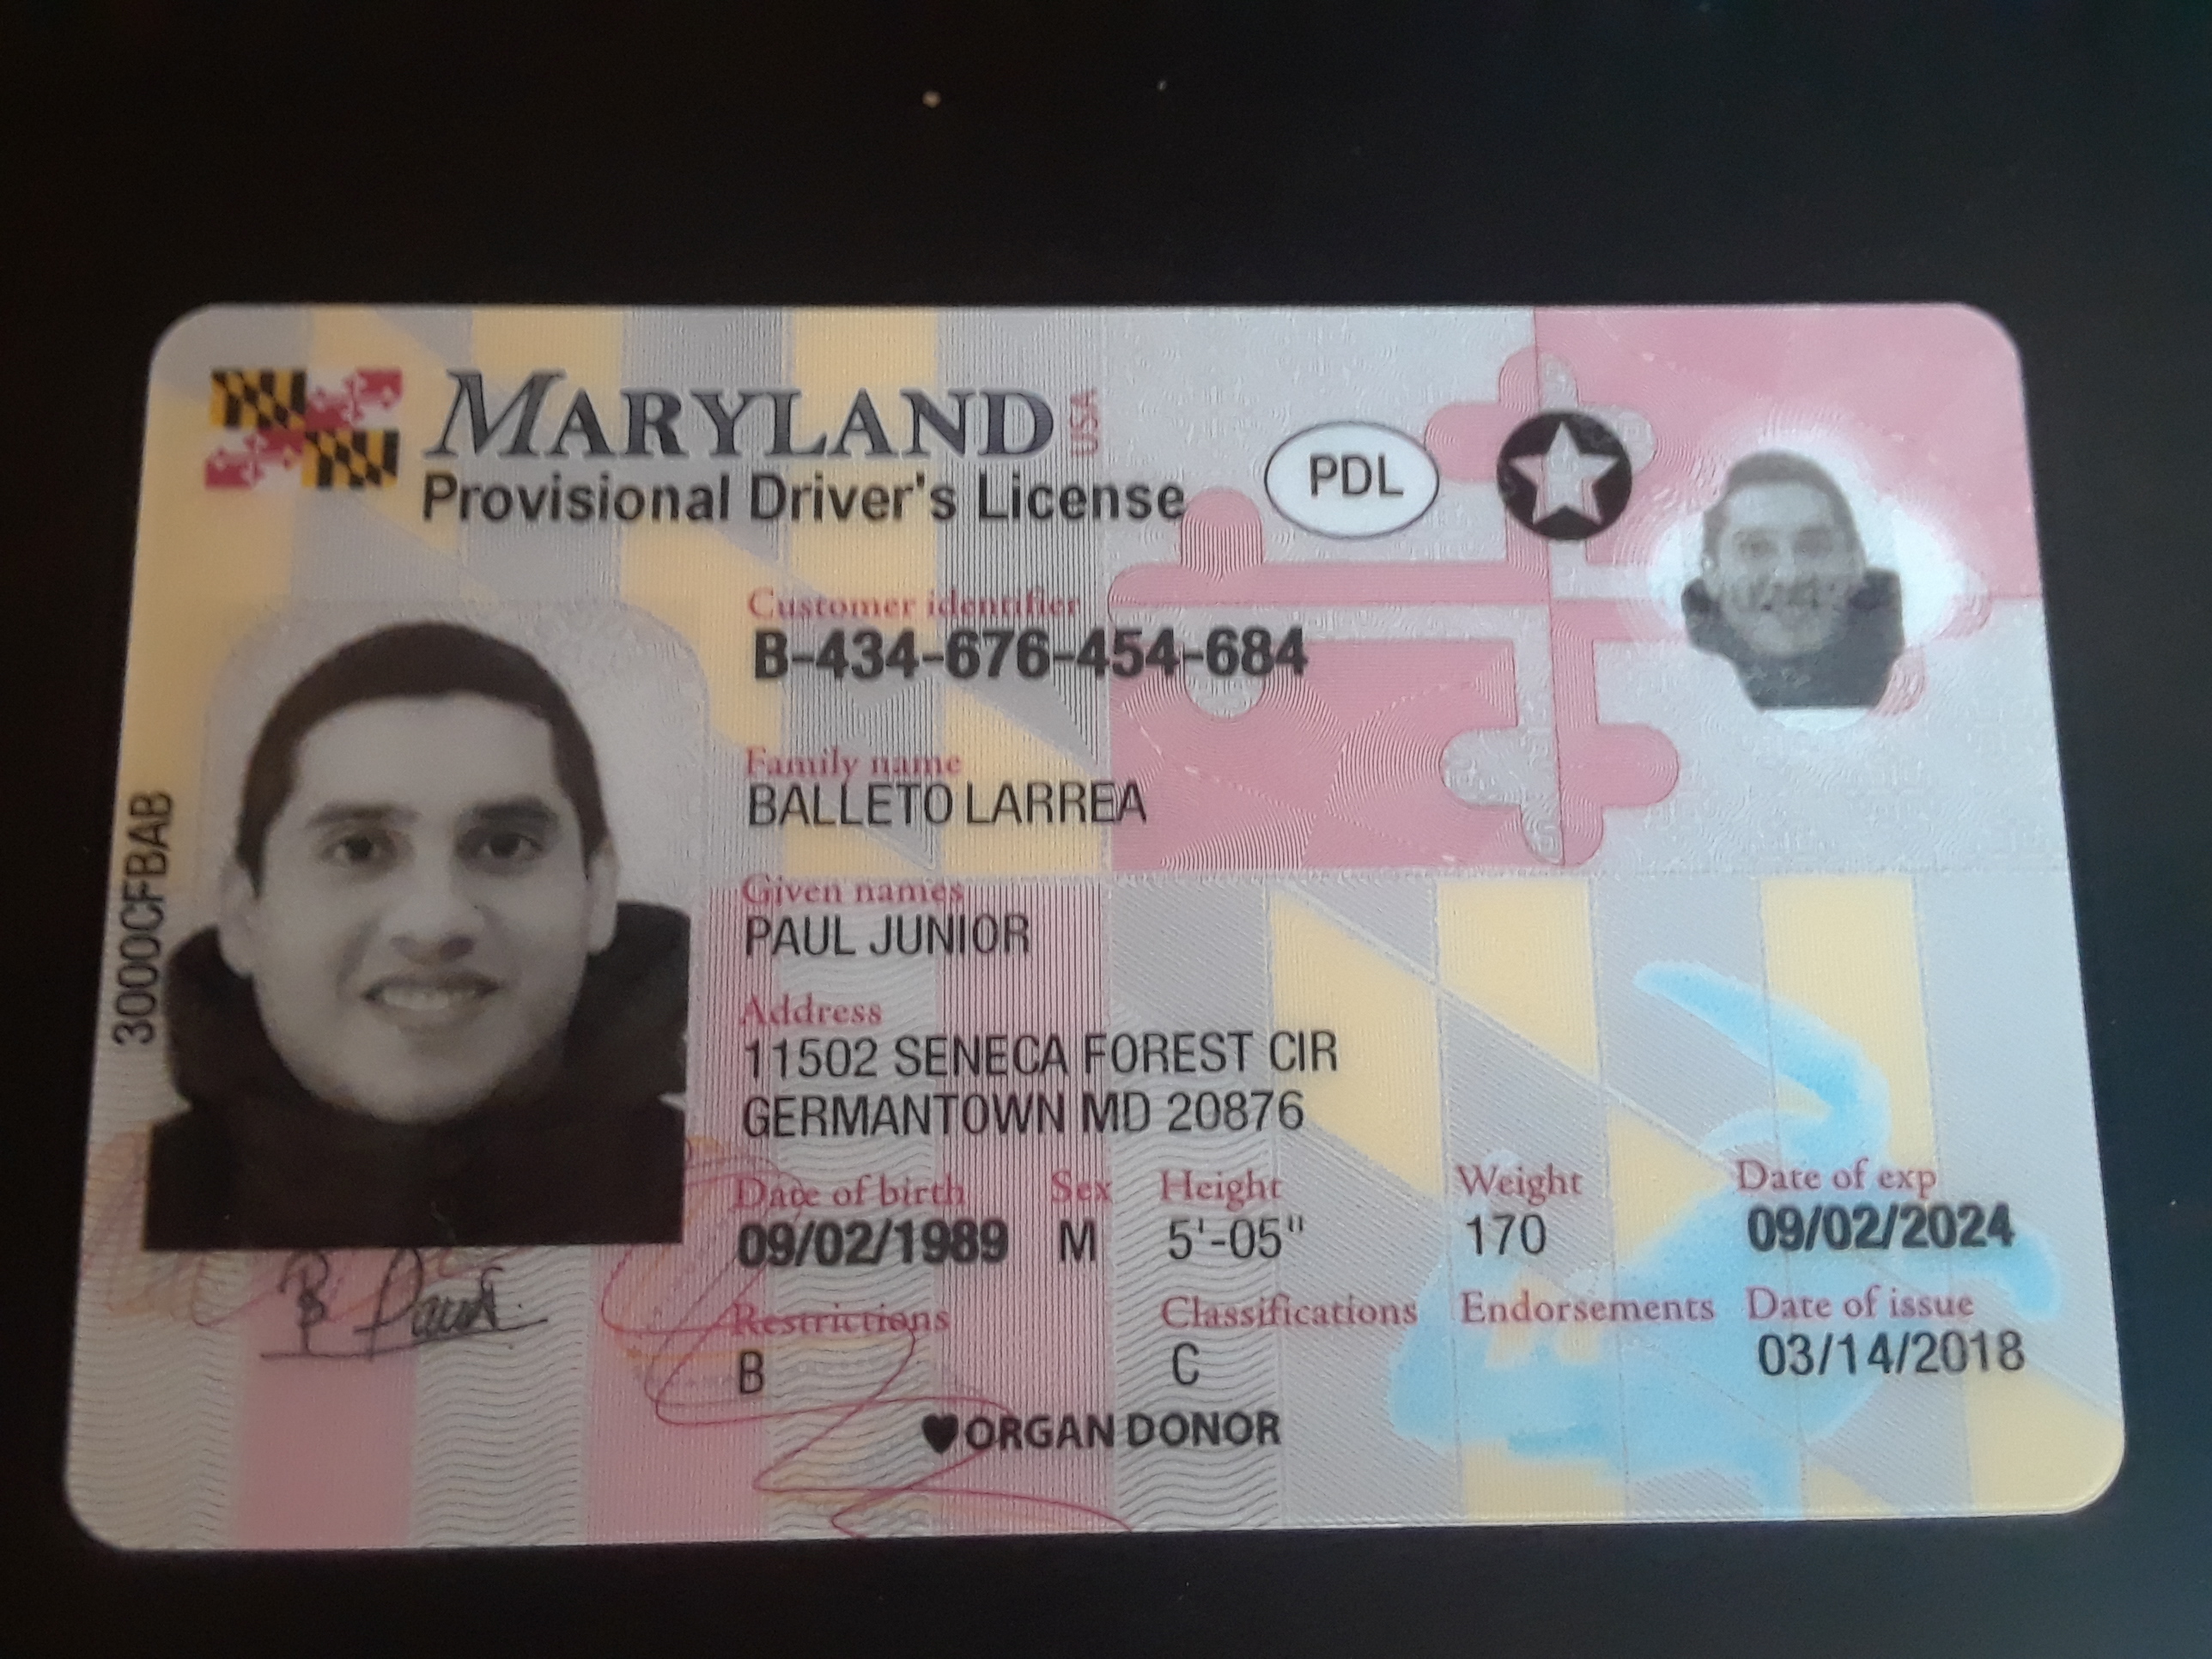 MARYLAND USA
Provisional Driver's License
PDL
Customer identifier
B-434-676-454-684
Family name
BALLETO LARREA
Given names
PAUL JUNIOR
Address
11502 SENECA FOREST CIR
GERMANTOWN MD 20876
Date of birth Sex Height Weight Date of exp
09/02/1989 M 5'-05" 170 09/02/2024
Restrictions Classifications Endorsements Date of issue
B C 03/14/2018
♥ORGAN DONOR
3000CFBAB